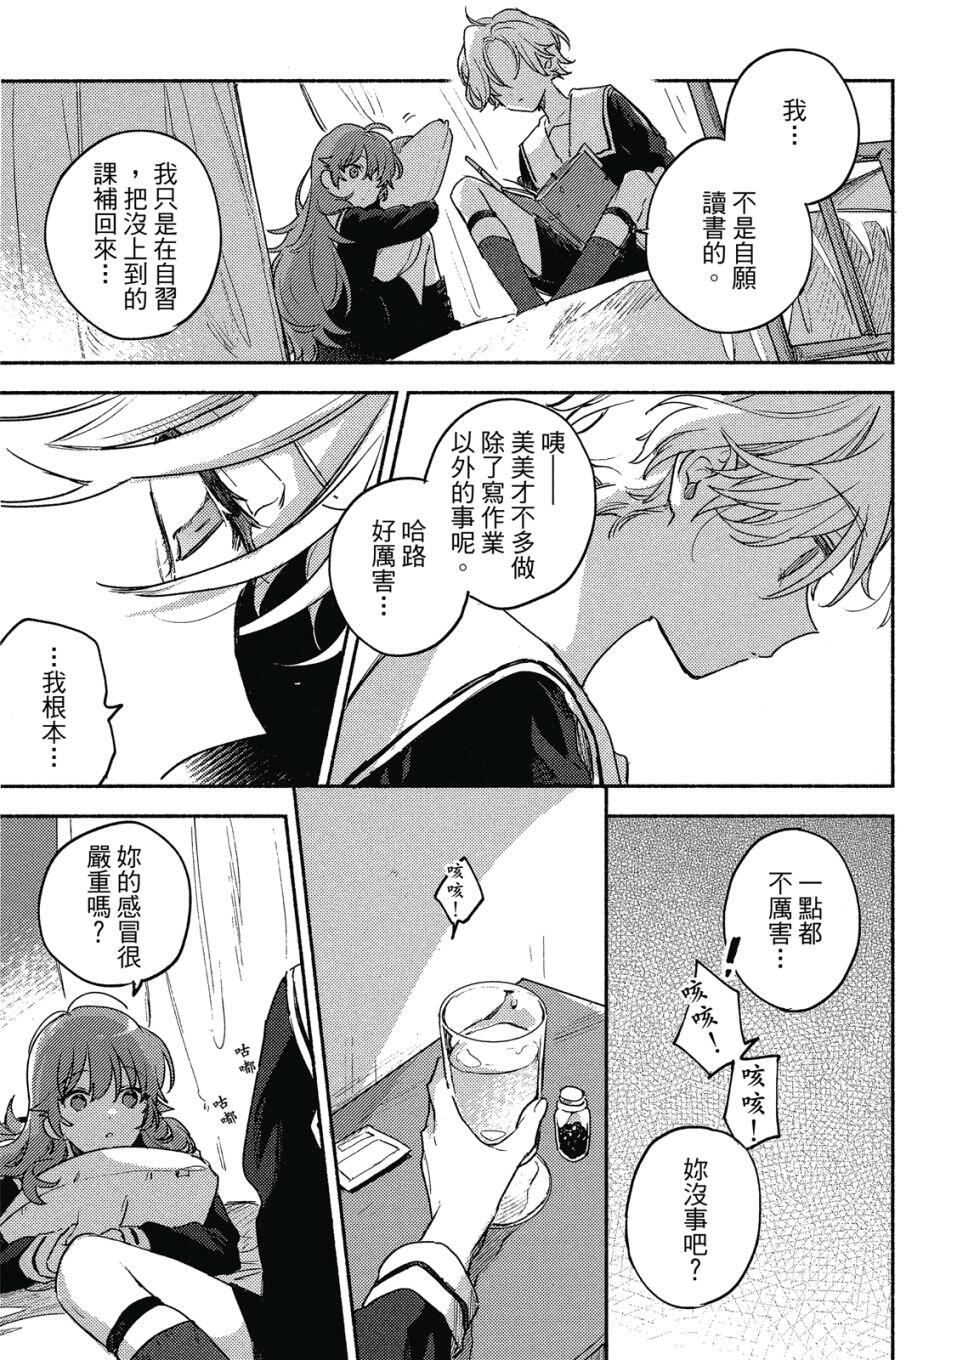 我…
不是自願
讀書的。
我只是在自習
，把沒上到的
課補回來…
咦——
美美才不多做
除了寫作業
以外的事呢。
哈路
好厲害…
…我根本…
一點都
不厲害…
咳咳！
咳咳！
妳沒事吧？
咳咳！
妳的感冒很
嚴重嗎？
咕嘟
咕嘟